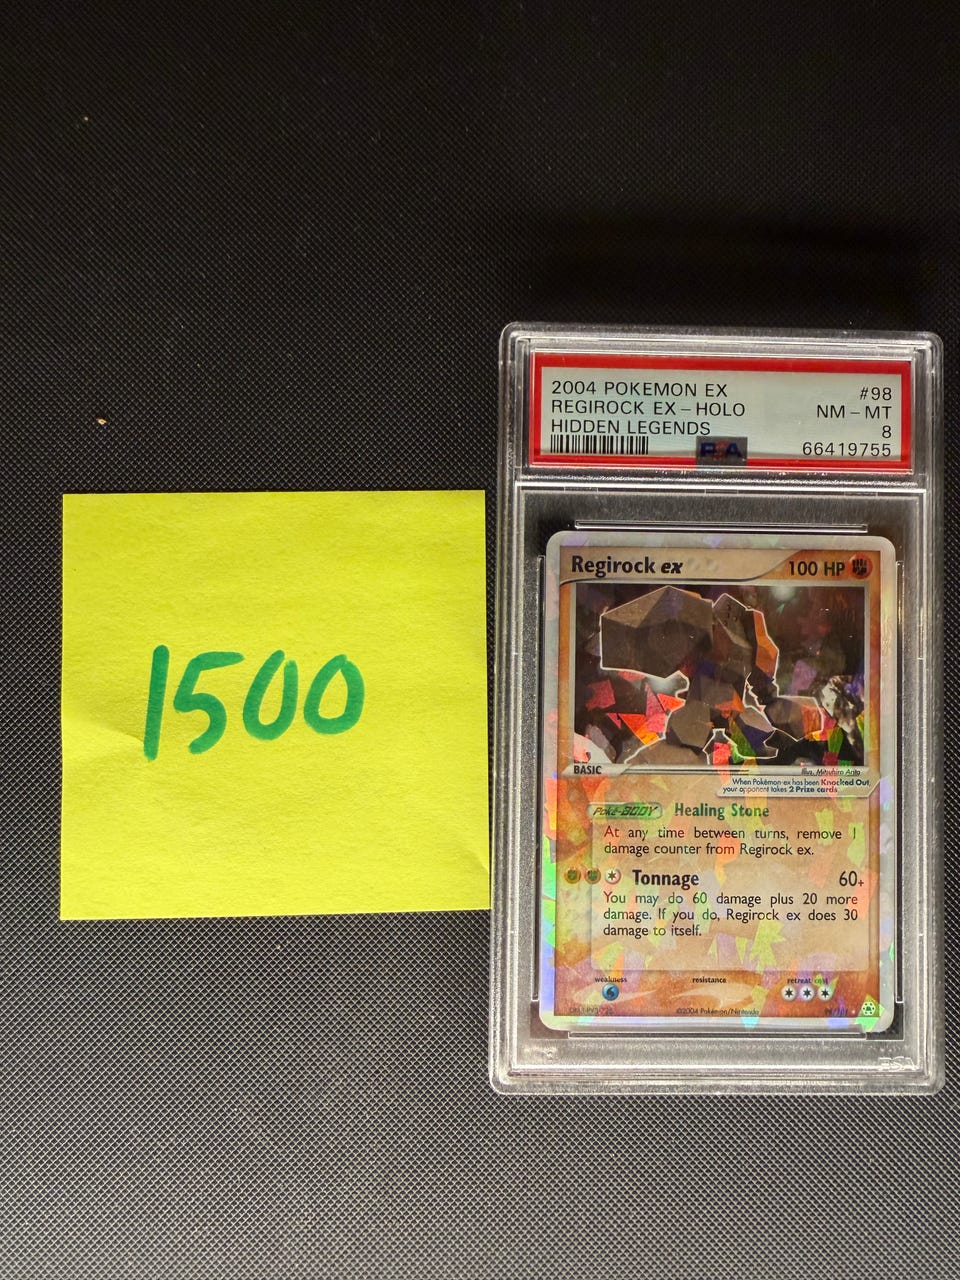 2004 POKEMON EX #98
REGIROCK EX - HOLO NM - MT
HIDDEN LEGENDS 8
PSA 66419755
1500
Regirock ex 100 HP
BASIC
Illus. Mitsuhiro Arita
When Pokémon-ex has been Knocked Out,
your opponent takes 2 Prize cards
Poké-BODY Healing Stone
At any time between turns, remove 1
damage counter from Regirock ex.
Tonnage 60+
You may do 60 damage plus 20 more
damage. If you do, Regirock ex does 30
damage to itself.
weakness resistance retreat cost
©2004 Pokémon/Nintendo
PSA